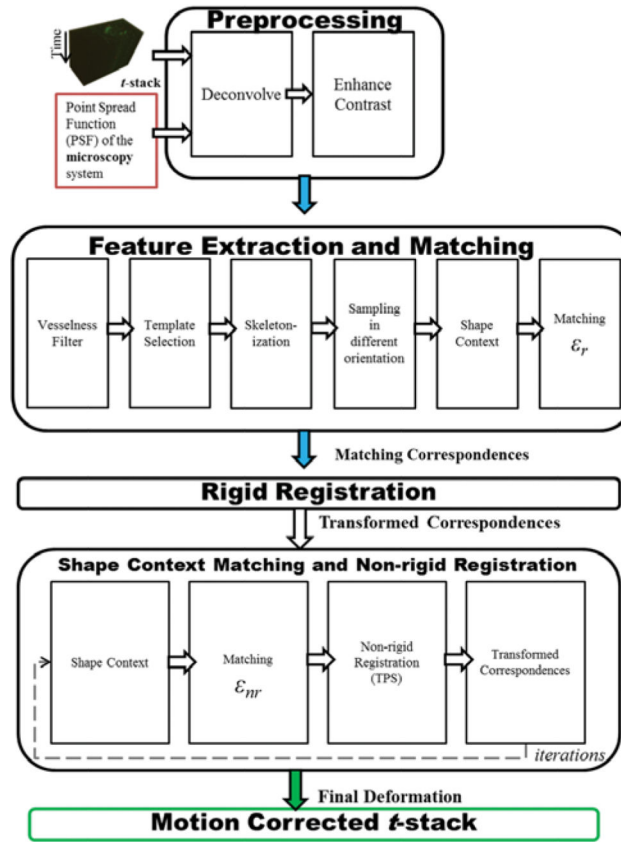 Preprocessing
Time
t-stack
Point Spread
Function
(PSF) of the
microscopy
system
Deconvolve
Enhance
Contrast
Feature Extraction and Matching
Vesselness
Filter
Template
Selection
Skeleton-
ization
Sampling
in
different
orientation
Shape
Context
Matching
εr
Matching Correspondences
Rigid Registration
Transformed Correspondences
Shape Context Matching and Non-rigid Registration
Shape Context
Matching
εnr
Non-rigid
Registration
(TPS)
Transformed
Correspondences
iterations
Final Deformation
Motion Corrected t-stack